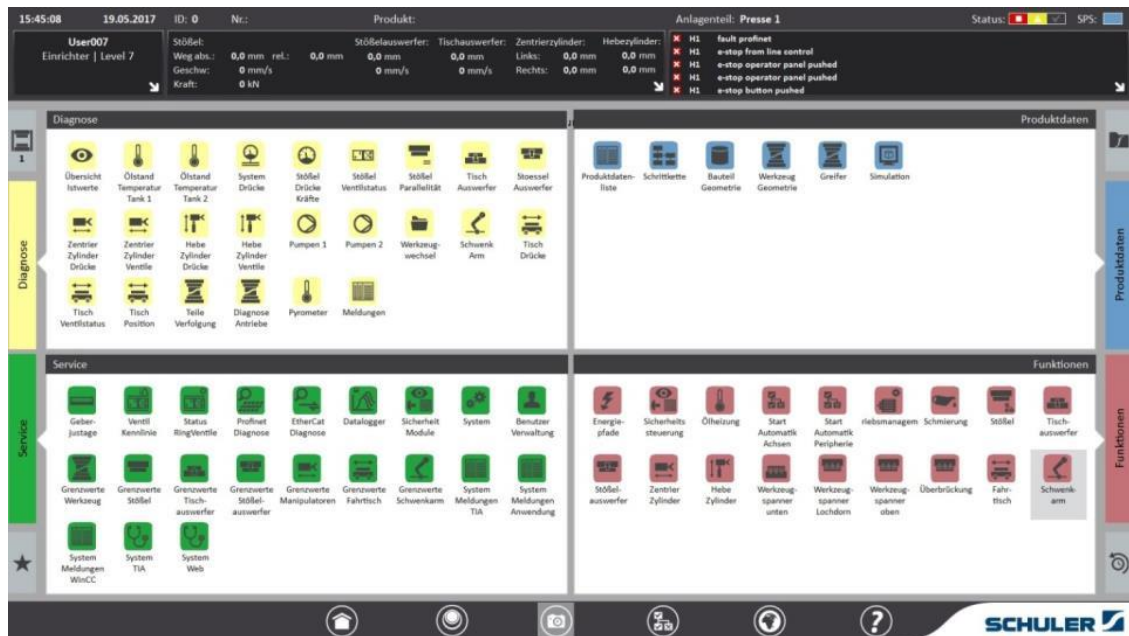 15:45:08 19.05.2017 ID: 0 Nr.: Produkt: Anlagenteil: Presse 1 Status: SPS:
User007
Einrichter | Level 7
Stößel: Stößelauswerfer: Tischauswerfer: Zentrierzylinder: Hebezylinder:
Weg abs.: 0,0 mm rel.: 0,0 mm 0,0 mm 0,0 mm Links: 0,0 mm 0,0 mm
Geschw: 0 mm/s 0 mm/s 0 mm/s Rechts: 0,0 mm 0,0 mm
Kraft: 0 kN
H1 fault profinet
H1 e-stop from line control
H1 e-stop operator panel pushed
H1 e-stop operator panel pushed
H1 e-stop button pushed
1
Diagnose
Diagnose
Übersicht Istwerte
Ölstand Temperatur Tank 1
Ölstand Temperatur Tank 2
System Drücke
Stößel Drücke Kräfte
Stößel Ventilstatus
Stößel Parallelität
Tisch Auswerfer
Stoessel Auswerfer
Zentrier Zylinder Drücke
Zentrier Zylinder Ventile
Hebe Zylinder Drücke
Hebe Zylinder Ventile
Pumpen 1
Pumpen 2
Werkzeug-wechsel
Schwenk Arm
Tisch Drücke
Tisch Ventilstatus
Tisch Position
Teile Verfolgung
Diagnose Antriebe
Pyrometer
Meldungen
Produktdaten
Produktdaten
Produktdaten-liste
Schrittkette
Bauteil Geometrie
Werkzeug Geometrie
Greifer
Simulation
Service
Service
Geber-justage
Ventil Kennlinie
Status RingVentile
Profinet Diagnose
EtherCat Diagnose
Datalogger
Sicherheit Module
System
Benutzer Verwaltung
Grenzwerte Werkzeug
Grenzwerte Stößel
Grenzwerte Tisch-auswerfer
Grenzwerte Stößel-auswerfer
Grenzwerte Manipulatoren
Grenzwerte Fahrtisch
Grenzwerte Schwenkarm
System Meldungen TIA
System Meldungen Anwendung
System Meldungen WinCC
System TIA
System Web
Funktionen
Funktionen
Energie-pfade
Sicherheits steuerung
Ölheizung
Start Automatik Achsen
Start Automatik Peripherie
riebsmanagem
Schmierung
Stößel
Tisch-auswerfer
Stößel-auswerfer
Zentrier Zylinder
Hebe Zylinder
Werkzeug-spanner unten
Werkzeug-spanner Lochdorn
Werkzeug-spanner oben
Überbrückung
Fahr-tisch
Schwenk-arm
SCHULER